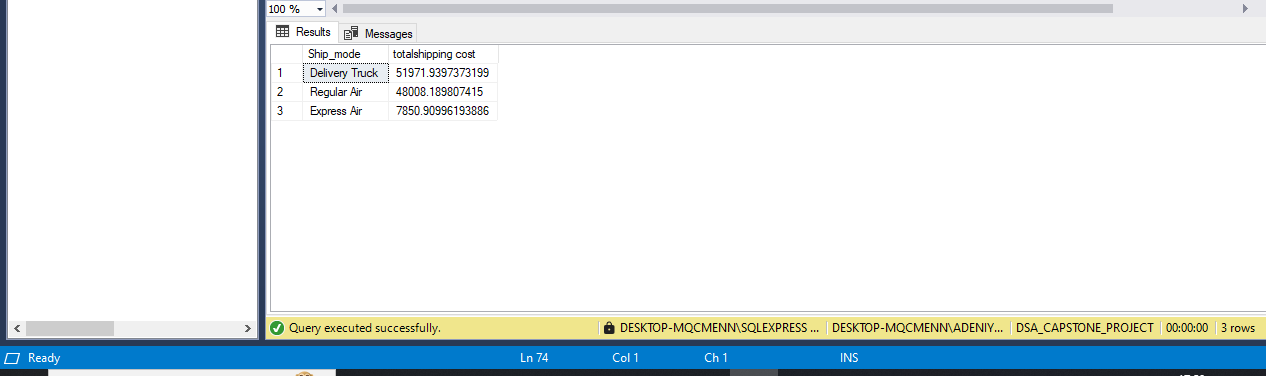 100 %
Results Messages
Ship_mode totalshipping cost
1 Delivery Truck 51971.9397373199
2 Regular Air 48008.189807415
3 Express Air 7850.90996193886
Query executed successfully. DESKTOP-MQCMENN\SQLEXPRESS ... DESKTOP-MQCMENN\ADENIY... DSA_CAPSTONE_PROJECT 00:00:00 3 rows
Ready Ln 74 Col 1 Ch 1 INS